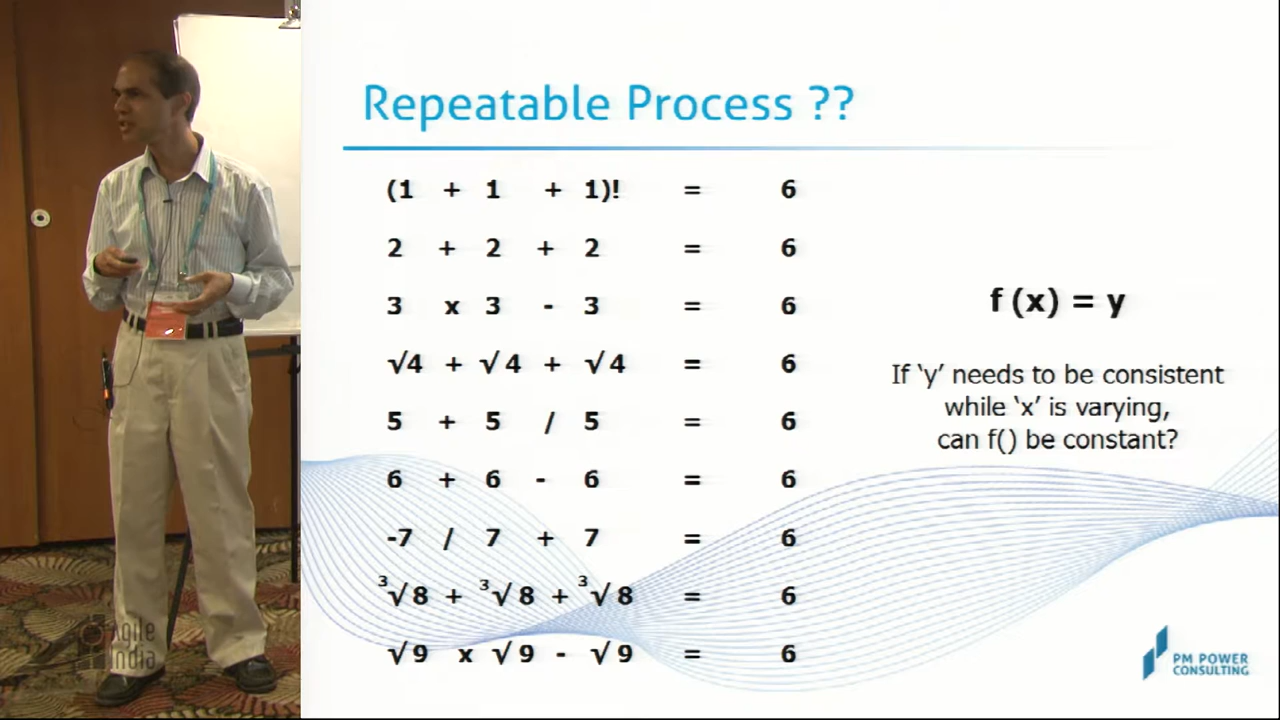 Repeatable Process ??
(1 + 1 + 1)! = 6
2 + 2 + 2 = 6
3 x 3 - 3 = 6
√4 + √4 + √4 = 6
5 + 5 / 5 = 6
6 + 6 - 6 = 6
-7 / 7 + 7 = 6
³√8 + ³√8 + ³√8 = 6
√9 x √9 - √9 = 6
f (x) = y
If ‘y’ needs to be consistent
while ‘x’ is varying,
can f() be constant?
Agile
India
PM POWER
CONSULTING